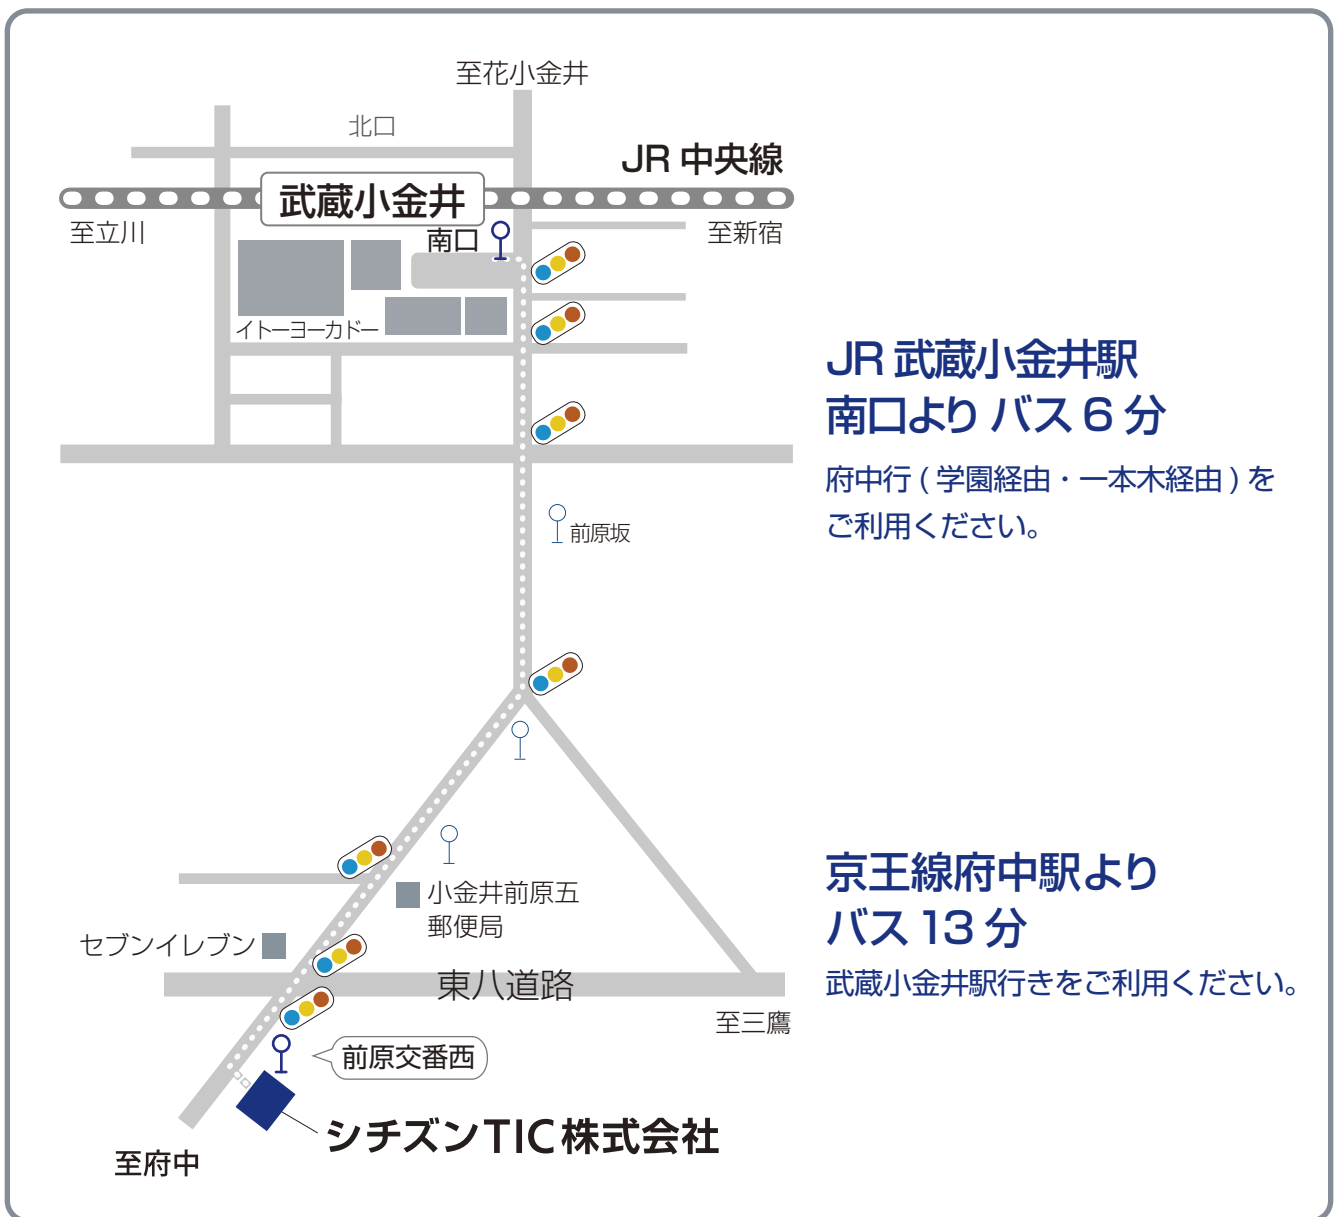 至花小金井
北口
JR 中央線
武蔵小金井
至立川
南口
至新宿
イトーヨーカドー
JR 武蔵小金井駅
南口より バス 6 分
府中行 ( 学園経由・一本木経由 ) を
ご利用ください。
前原坂
小金井前原五
郵便局
セブンイレブン
東八道路
至三鷹
京王線府中駅より
バス 13 分
武蔵小金井駅行きをご利用ください。
前原交番西
シチズンTIC株式会社
至府中